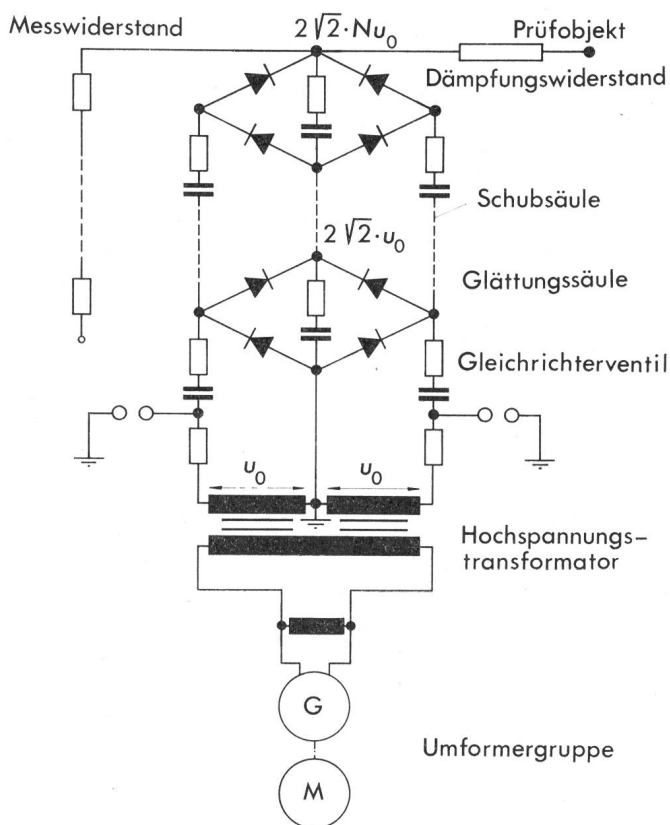 Messwiderstand
2√2·Nu₀
Prüfobjekt
Dämpfungswiderstand
Schubsäule
2√2·u₀
Glättungssäule
Gleichrichterventil
u₀
u₀
Hochspannungs-
transformator
G
Umformergruppe
M